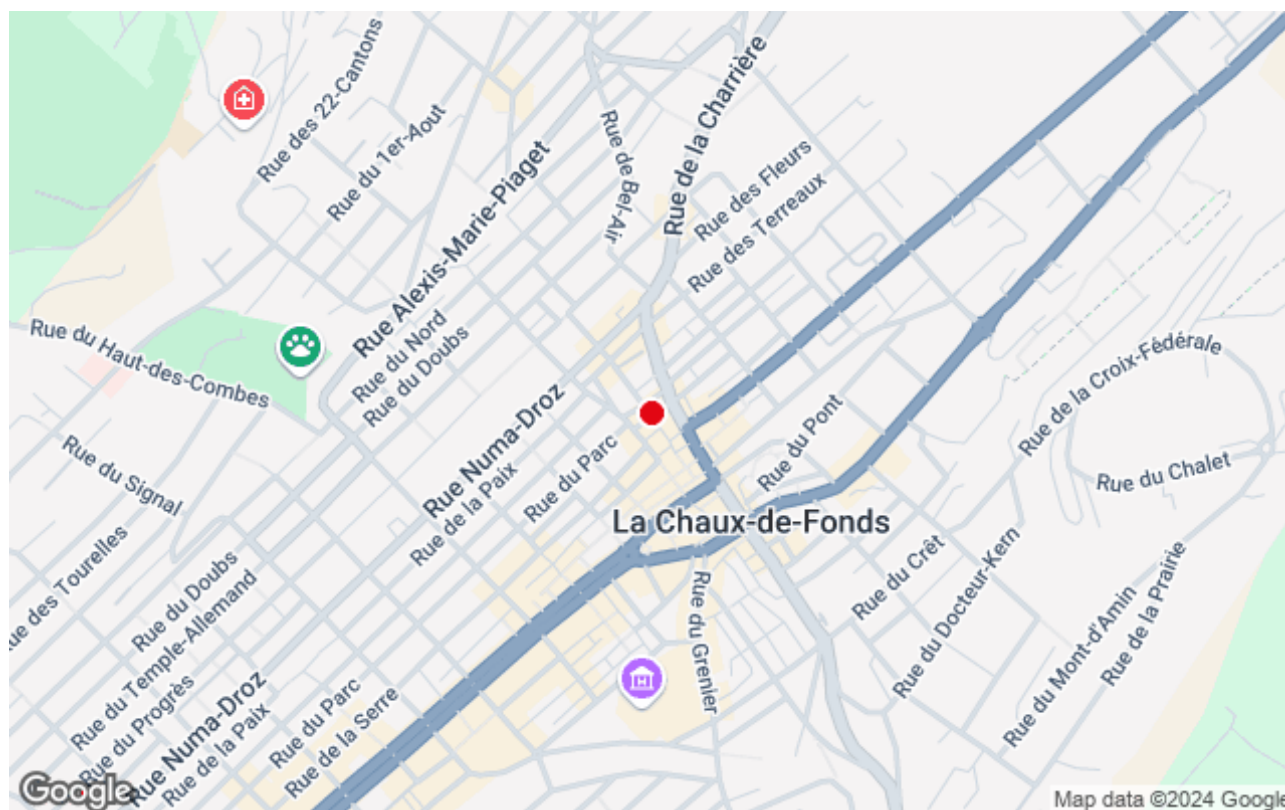 Rue des 22-Cantons
Rue du 1er-Aout
Rue de Bel-Air
Rue de la Charrière
Rue Alexis-Marie-Piaget
Rue des Fleurs
Rue des Terreaux
Rue du Haut-des-Combes
Rue du Nord
Rue du Doubs
Rue de la Croix-Fédérale
Rue Numa-Droz
Rue du Parc
Rue de la Paix
Rue du Pont
Rue du Signal
Rue du Chalet
La Chaux-de-Fonds
ue des Tourelles
Rue du Doubs
Rue du Temple-Allemand
Rue du Progrès
Rue Numa-Droz
Rue de la Paix
Rue du Parc
Rue de la Serre
Rue du Grenier
Rue du Crêt
Rue du Docteur-Kern
Rue du Mont-d'Amin
Rue de la Prairie
H
Google
Map data ©2024 Google